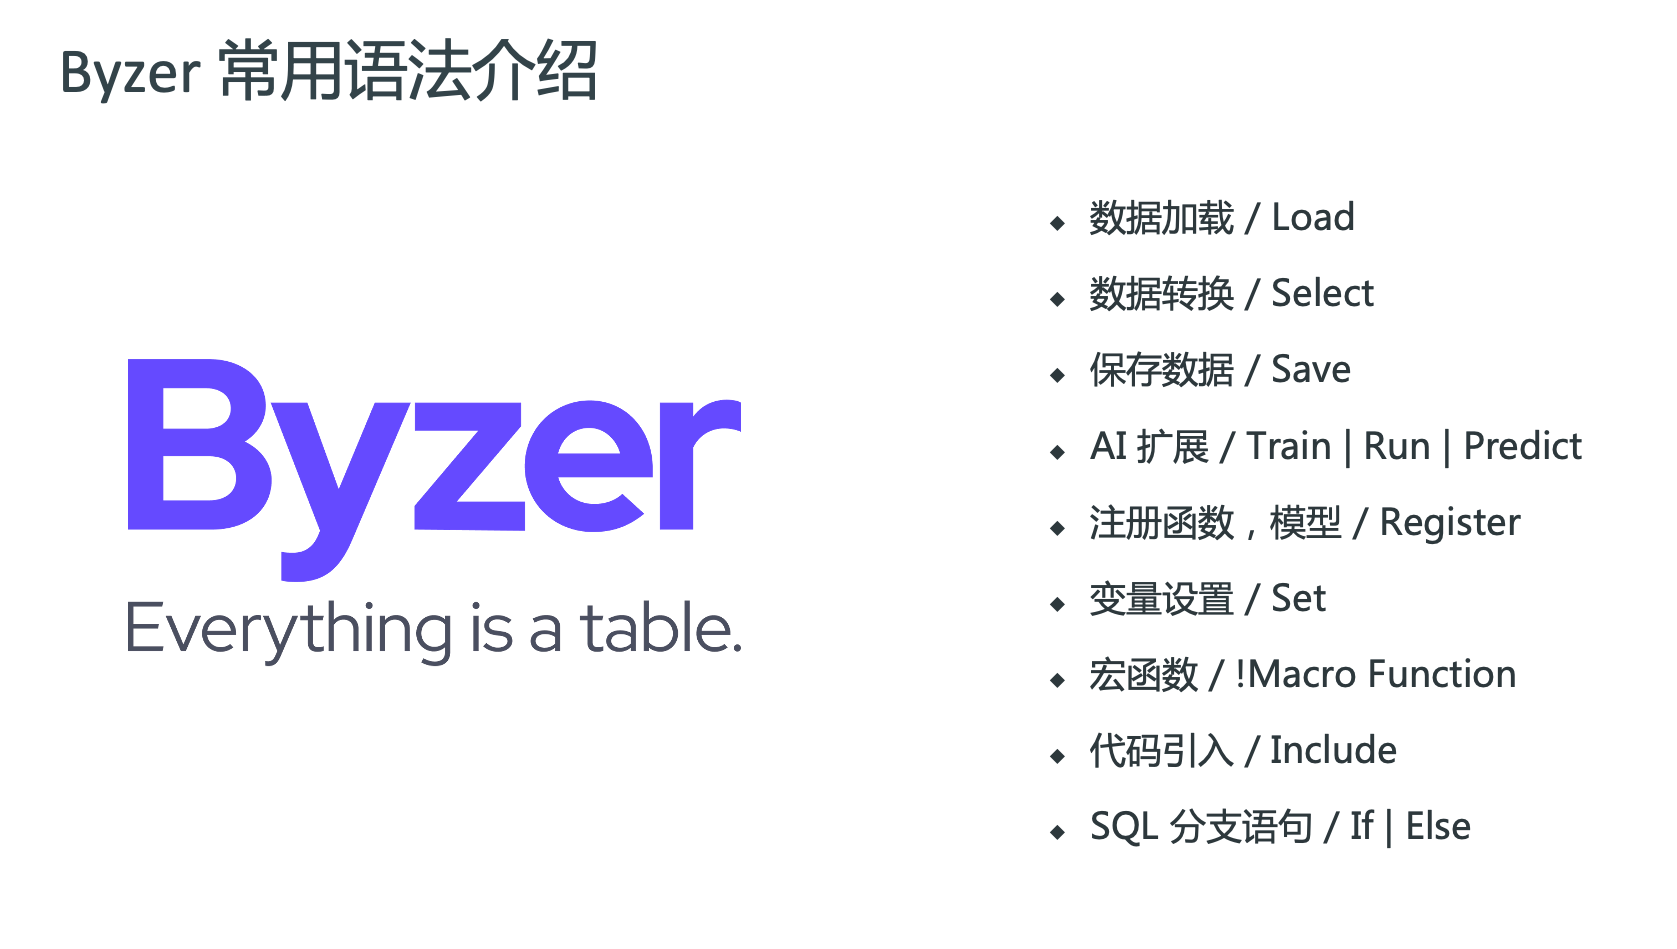 Byzer 常用语法介绍
Byzer
Everything is a table.
数据加载 / Load
数据转换 / Select
保存数据 / Save
AI 扩展 / Train | Run | Predict
注册函数，模型 / Register
变量设置 / Set
宏函数 / !Macro Function
代码引入 / Include
SQL 分支语句 / If | Else